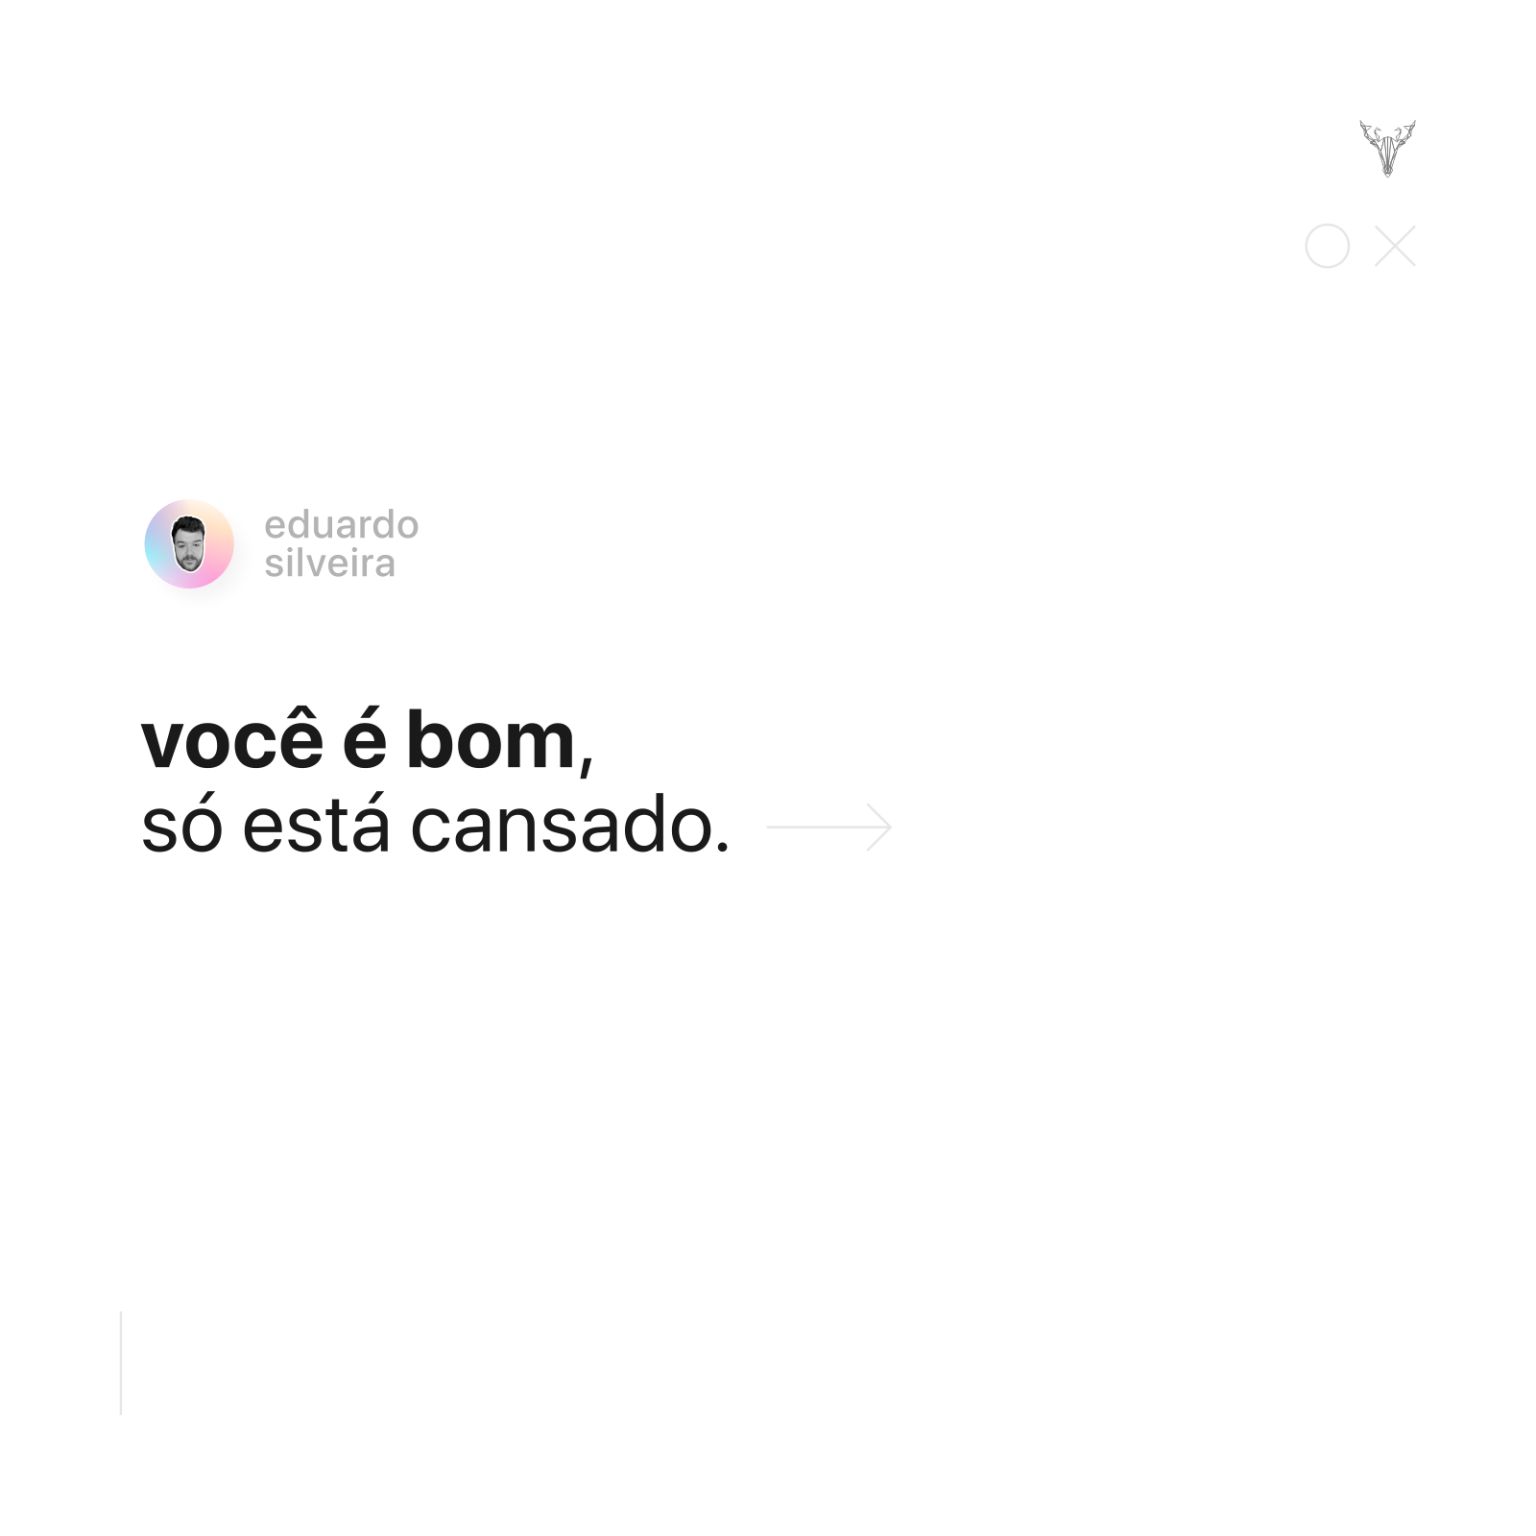 eduardo
silveira
você é bom,
só está cansado.